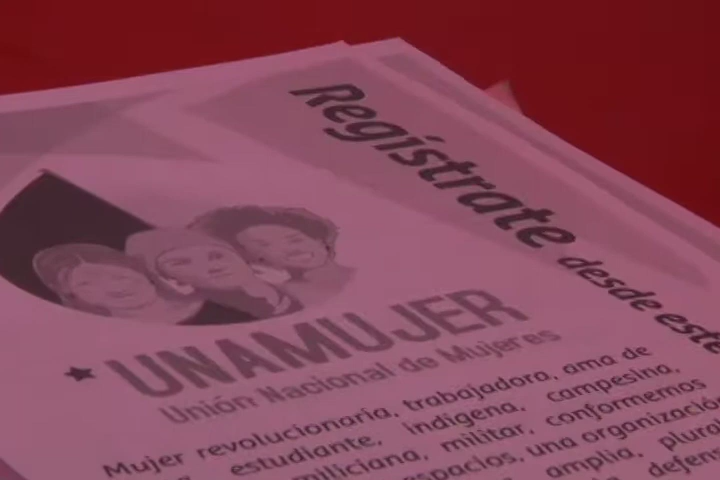 Regístrate desde este
UNAMUJER
Unión Nacional de Mujeres
Mujer revolucionaria, trabajadora, ama de
estudiante, indígena, campesina,
miliciana, militar, conformemos
espacios, una organización
amplia,